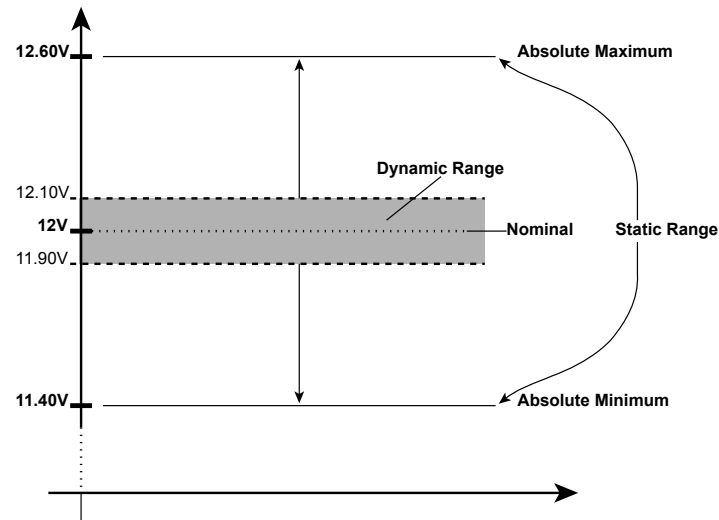 12.60V
Absolute Maximum
Dynamic Range
12.10V
12V
Nominal
Static Range
11.90V
11.40V
Absolute Minimum